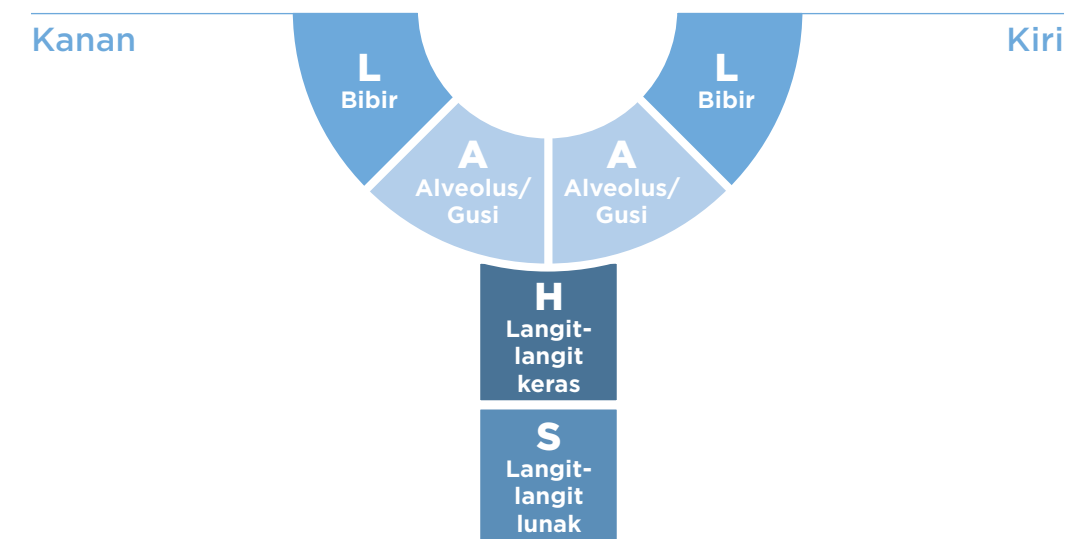 Kanan
Kiri
L
Bibir
L
Bibir
A
Alveolus/
Gusi
A
Alveolus/
Gusi
H
Langit-
langit
keras
S
Langit-
langit
lunak